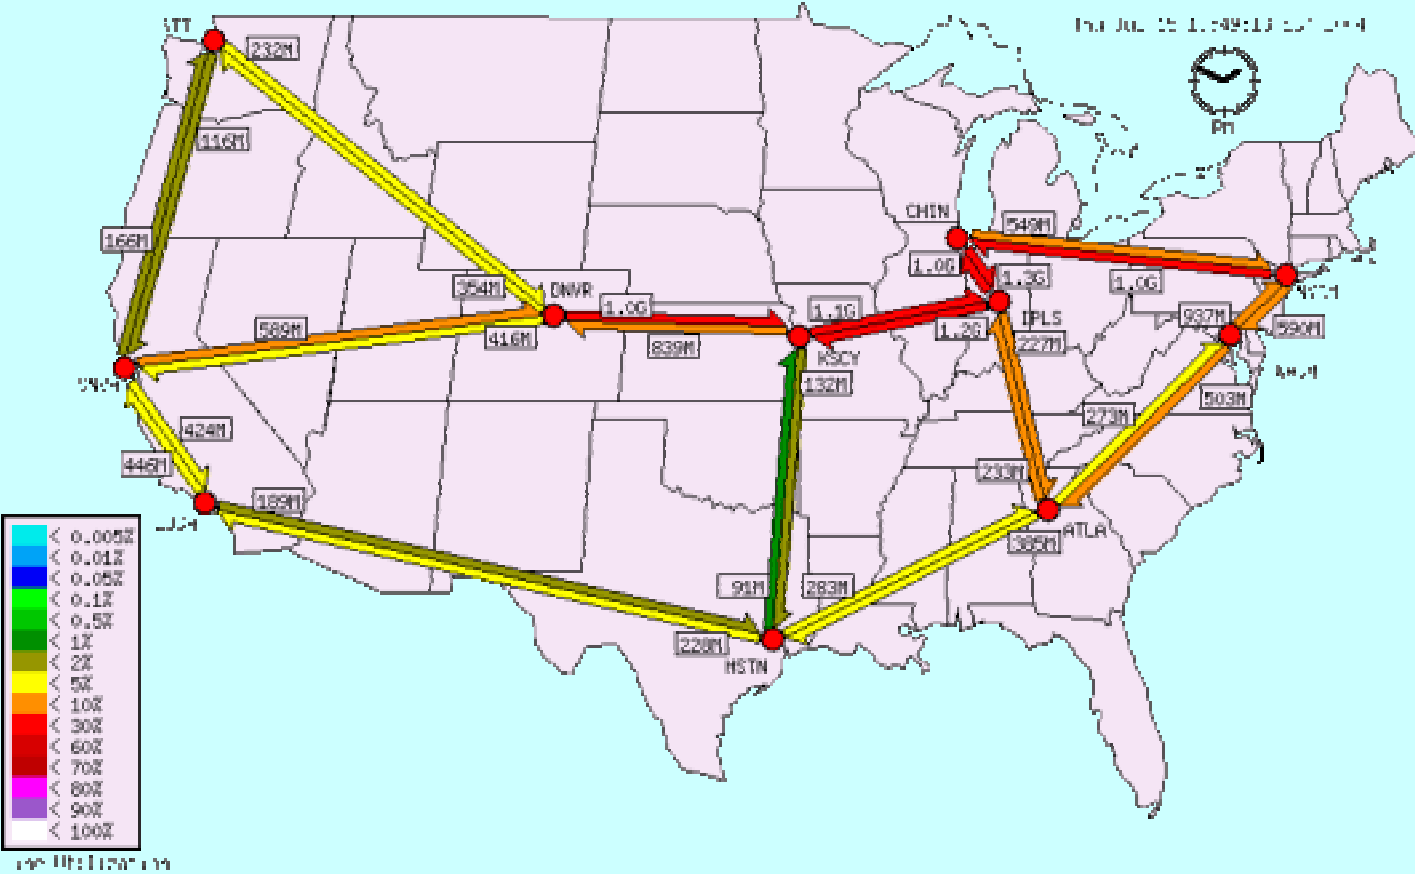 232M
116M
166M
CHIN
549M
1.0G
1.3G
1.0G
354M
DNVR
1.0G
589M
416M
839M
1.1G
1.2G
IPLS
227M
937M
590M
KSCY
132M
424M
446M
503M
273M
189M
233M
385M
ATLA
91M
283M
228M
HSTN
PM
< 0.005%
< 0.01%
< 0.05%
< 0.1%
< 0.5%
< 1%
< 2%
< 5%
< 10%
< 30%
< 60%
< 70%
< 80%
< 90%
< 100%
Utilization